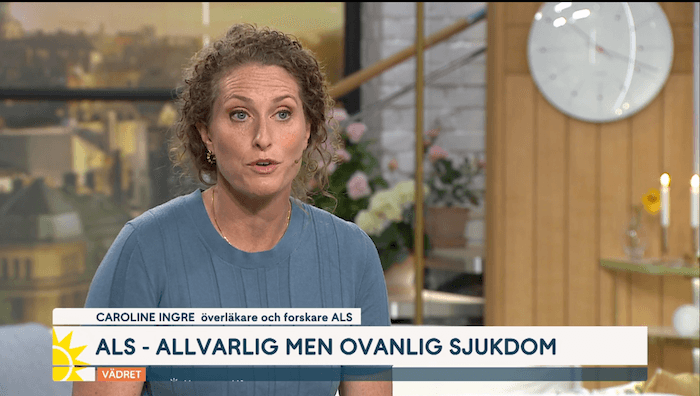 CAROLINE INGRE överläkare och forskare ALS
ALS - ALLVARLIG MEN OVANLIG SJUKDOM
VÄDRET